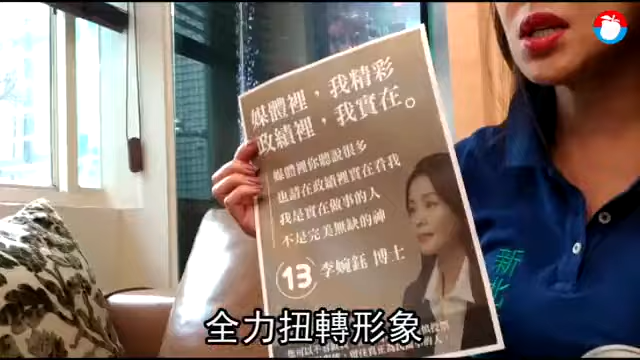 媒體裡，我精彩
政績裡，我實在。
媒體裡你聽說很多
也請在政績裡實在看我
我是實在做事的人
不是完美無缺的神
13 李婉鈺 博士
新北
全力扭轉形象